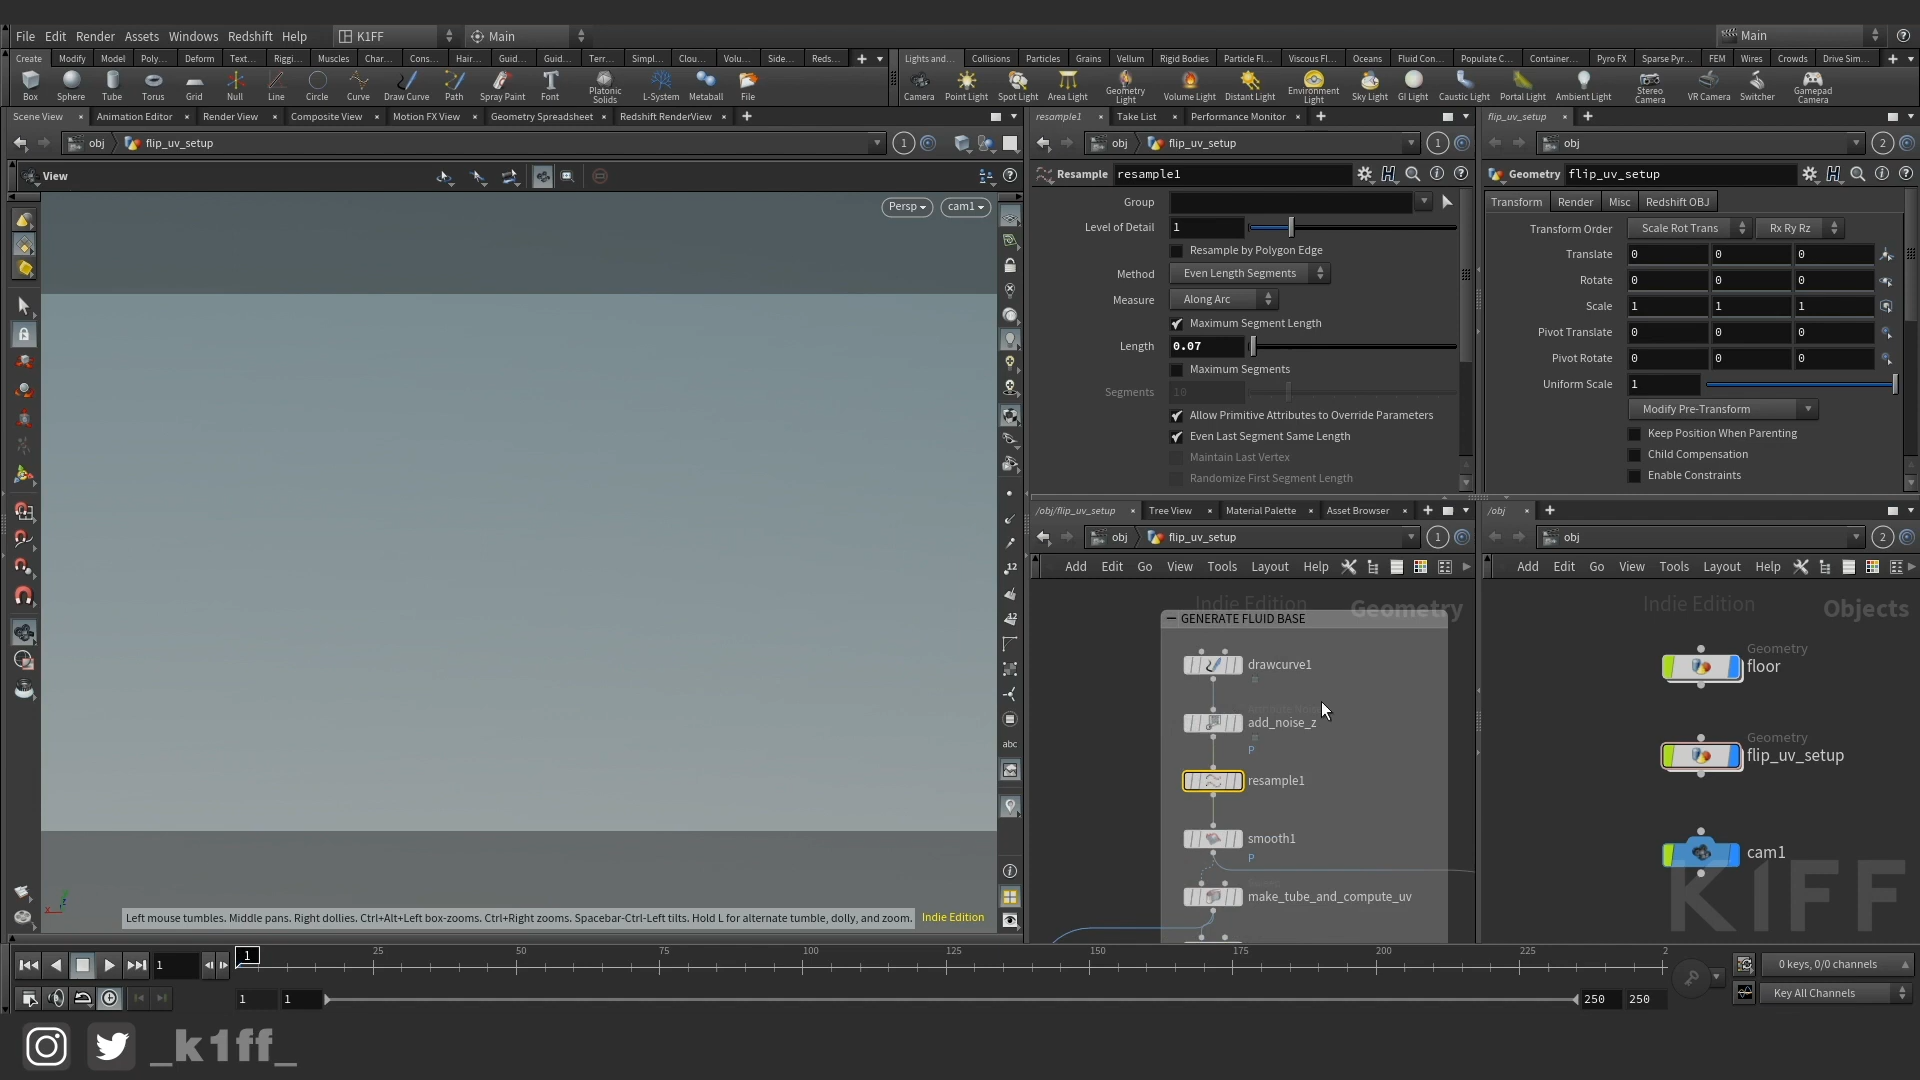 File Edit Render Assets Windows Redshift Help K1FF Main Main
Create Modify Model Poly... Deform Text... Riggi... Muscles Char... Cons... Hair... Guid... Guid... Terr... Simpl... Clou... Volu... Side... Reds...
Lights and... Collisions Particles Grains Vellum Rigid Bodies Particle Fl... Viscous Fl... Oceans Fluid Con... Populate C... Container... Pyro FX Sparse Pyr... FEM Wires Crowds Drive Sim...
Box Sphere Tube Torus Grid Null Line Circle Curve Draw Curve Path Spray Paint Font Platonic Solids L-System Metaball File
Camera Point Light Spot Light Area Light Geometry Light Volume Light Distant Light Environment Light Sky Light GI Light Caustic Light Portal Light Ambient Light Stereo Camera VR Camera Switcher Gamepad Camera
Scene View Animation Editor Render View Composite View Motion FX View Geometry Spreadsheet Redshift RenderView
resample1 Take List Performance Monitor
flip_uv_setup
obj flip_uv_setup 1
obj flip_uv_setup 1
obj 2
View
Persp cam1
Resample resample1
Group
Level of Detail 1
Resample by Polygon Edge
Method Even Length Segments
Measure Along Arc
Maximum Segment Length
Length 0.07
Maximum Segments
Segments 10
Allow Primitive Attributes to Override Parameters
Even Last Segment Same Length
Maintain Last Vertex
Randomize First Segment Length
Geometry flip_uv_setup
Transform Render Misc Redshift OBJ
Transform Order Scale Rot Trans Rx Ry Rz
Translate 0 0 0
Rotate 0 0 0
Scale 1 1 1
Pivot Translate 0 0 0
Pivot Rotate 0 0 0
Uniform Scale 1
Modify Pre-Transform
Keep Position When Parenting
Child Compensation
Enable Constraints
/obj/flip_uv_setup Tree View Material Palette Asset Browser
obj flip_uv_setup 1
Add Edit Go View Tools Layout Help
Indie Edition Geometry
GENERATE FLUID BASE
drawcurve1
add_noise_z
P
resample1
smooth1
P
make_tube_and_compute_uv
/obj
obj 2
Add Edit Go View Tools Layout Help
Indie Edition Objects
Geometry
floor
Geometry
flip_uv_setup
cam1
K1FF
12
12
abc
Left mouse tumbles. Middle pans. Right dollies. Ctrl+Alt+Left box-zooms. Ctrl+Right zooms. Spacebar-Ctrl-Left tilts. Hold L for alternate tumble, dolly, and zoom. Indie Edition
1 1 25 50 75 100 125 150 175 200 225 2
0 keys, 0/0 channels
1 1 250 250
Key All Channels
_k1ff_